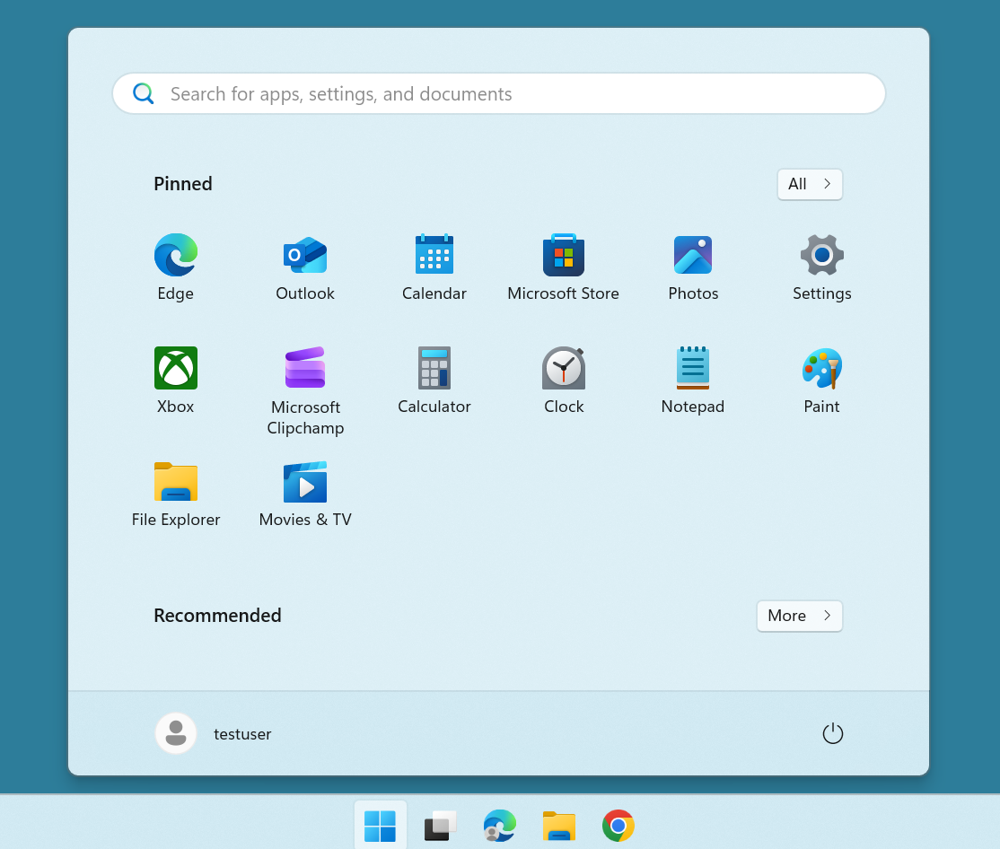 Search for apps, settings, and documents
Pinned
All
Edge
Outlook
Calendar
Microsoft Store
Photos
Settings
Xbox
Microsoft
Clipchamp
Calculator
Clock
Notepad
Paint
File Explorer
Movies & TV
Recommended
More
testuser